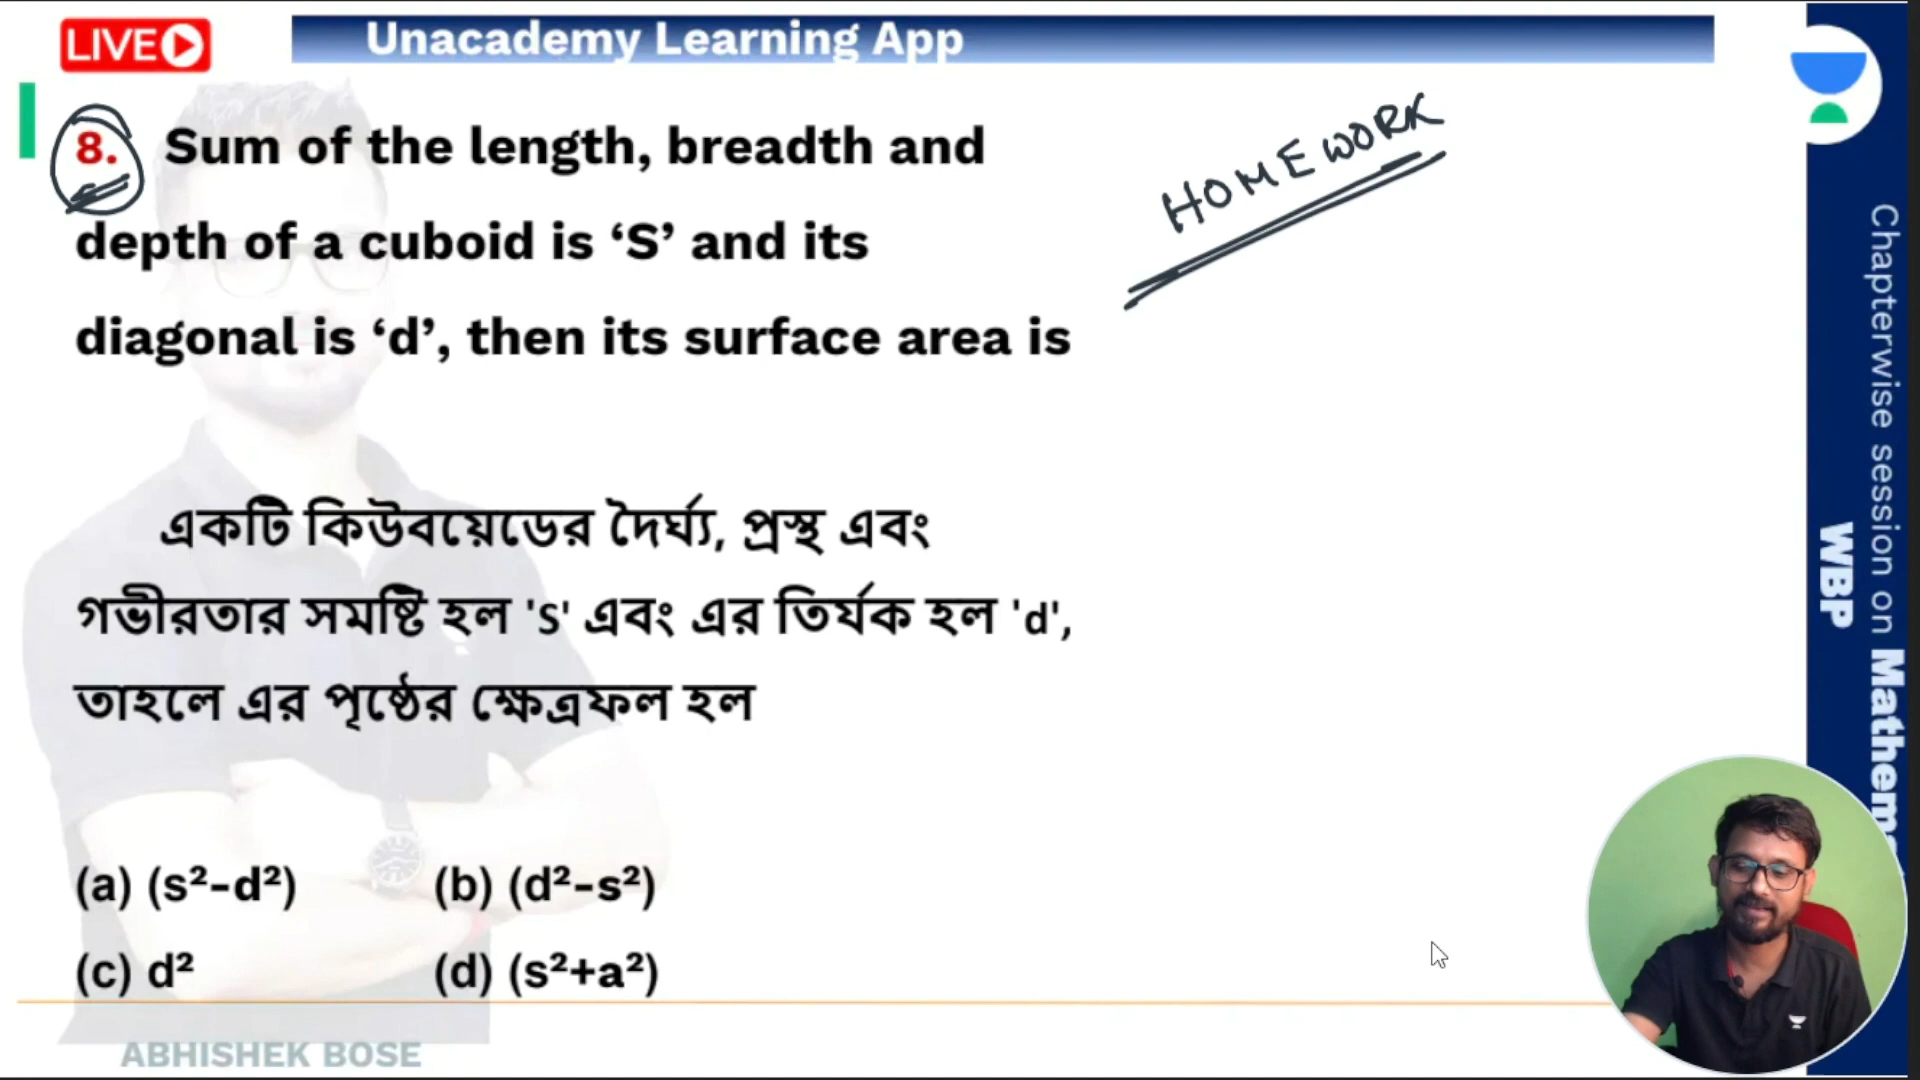 LIVE
Unacademy Learning App
8. Sum of the length, breadth and
depth of a cuboid is ‘S’ and its
diagonal is ‘d’, then its surface area is
HOMEWORK
একটি কিউবয়েডের দৈর্ঘ্য, প্রস্থ এবং
গভীরতার সমষ্টি হল 'S' এবং এর তির্যক হল 'd',
তাহলে এর পৃষ্ঠের ক্ষেত্রফল হল
(a) (s²-d²) (b) (d²-s²)
(c) d² (d) (s²+a²)
ABHISHEK BOSE
Chapterwise session on Mathem
WBP